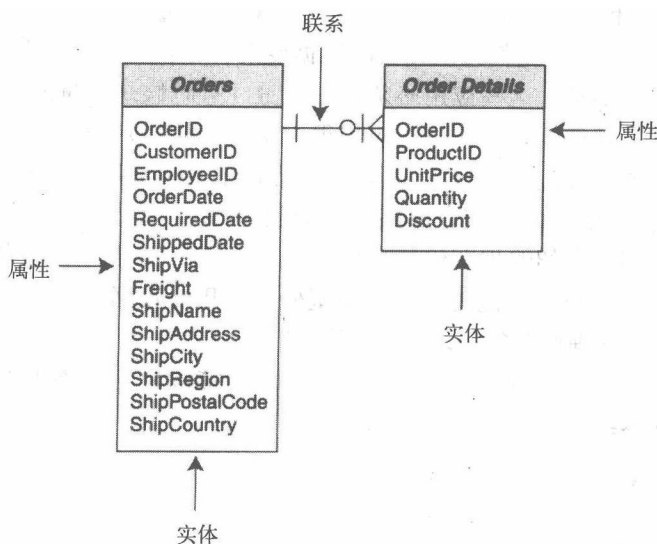 联系
Orders
OrderID
CustomerID
EmployeeID
OrderDate
RequiredDate
ShippedDate
ShipVia
Freight
ShipName
ShipAddress
ShipCity
ShipRegion
ShipPostalCode
ShipCountry
Order Details
OrderID
ProductID
UnitPrice
Quantity
Discount
属性
属性
实体
实体